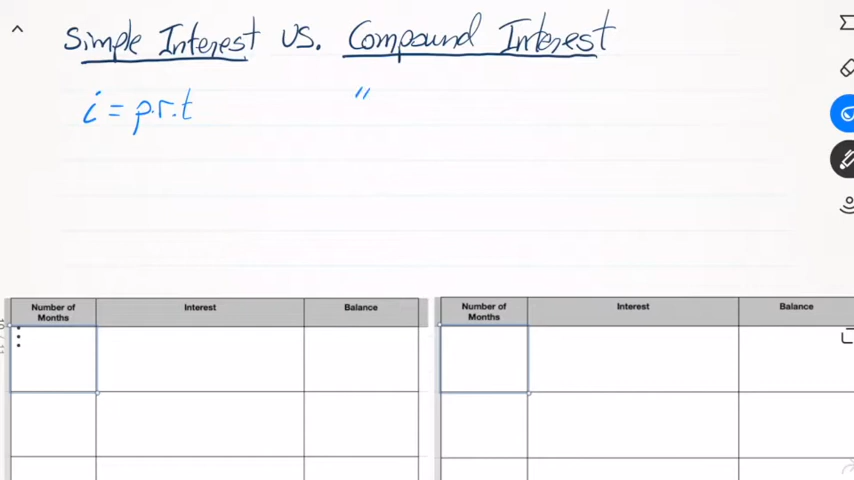 Simple Interest vs. Compound Interest
i = p.r.t "
Number of Months Interest Balance Number of Months Interest Balance